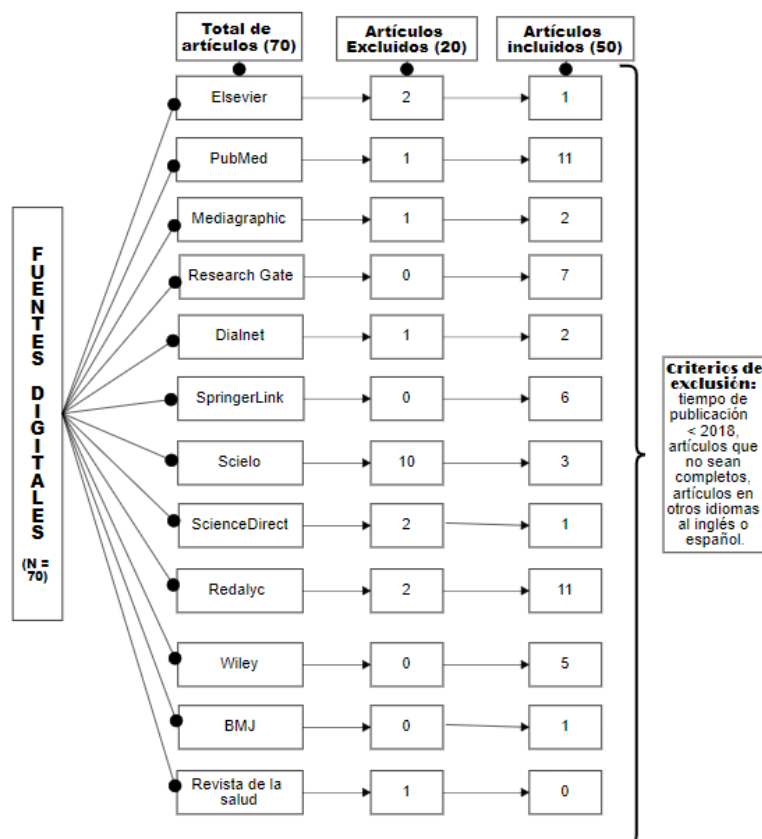 Total de
artículos (70)
Artículos
Excluidos (20)
Artículos
incluidos (50)
Elsevier
2
1
PubMed
1
11
Mediagraphic
1
2
Research Gate
0
7
Dialnet
1
2
SpringerLink
0
6
Scielo
10
3
ScienceDirect
2
1
Redalyc
2
11
Wiley
0
5
BMJ
0
1
Revista de la
salud
1
0
FUENTES DIGITALES
(N =
70)
Criterios de
exclusión:
tiempo de
publicación
< 2018,
artículos que
no sean
completos,
artículos en
otros idiomas
al inglés o
español.